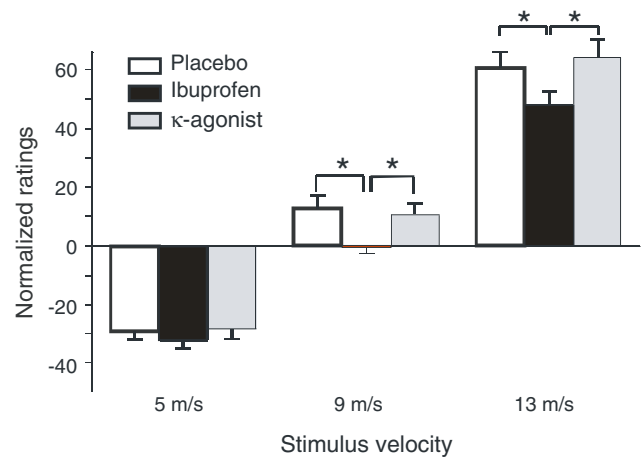 * *
Placebo
Ibuprofen
κ-agonist
* *
Normalized ratings
60
40
20
0
-20
-40
5 m/s 9 m/s 13 m/s
Stimulus velocity